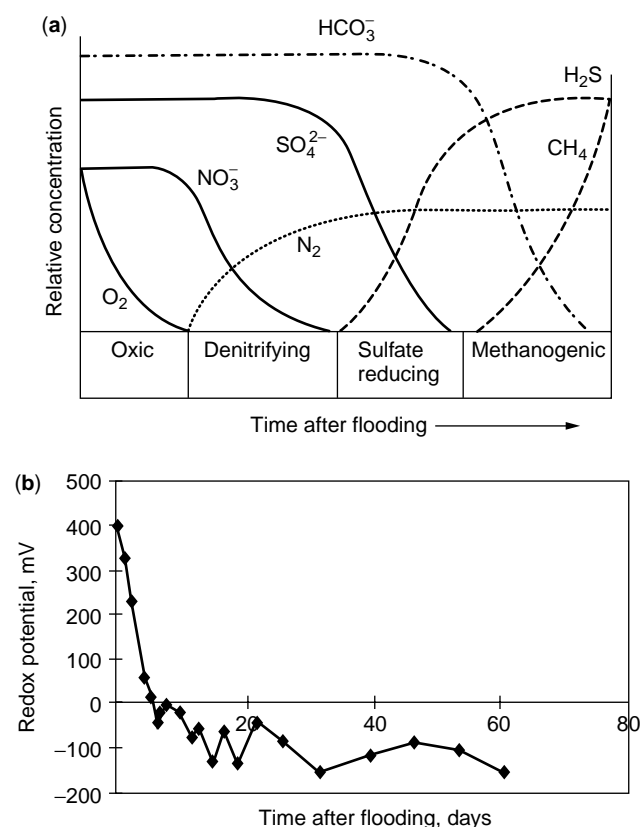 (a)
HCO₃⁻
H₂S
SO₄²⁻
CH₄
NO₃⁻
N₂
O₂
Relative concentration
Oxic
Denitrifying
Sulfate reducing
Methanogenic
Time after flooding
(b)
500
400
300
200
100
0
−100
−200
20
40
60
80
Redox potential, mV
Time after flooding, days